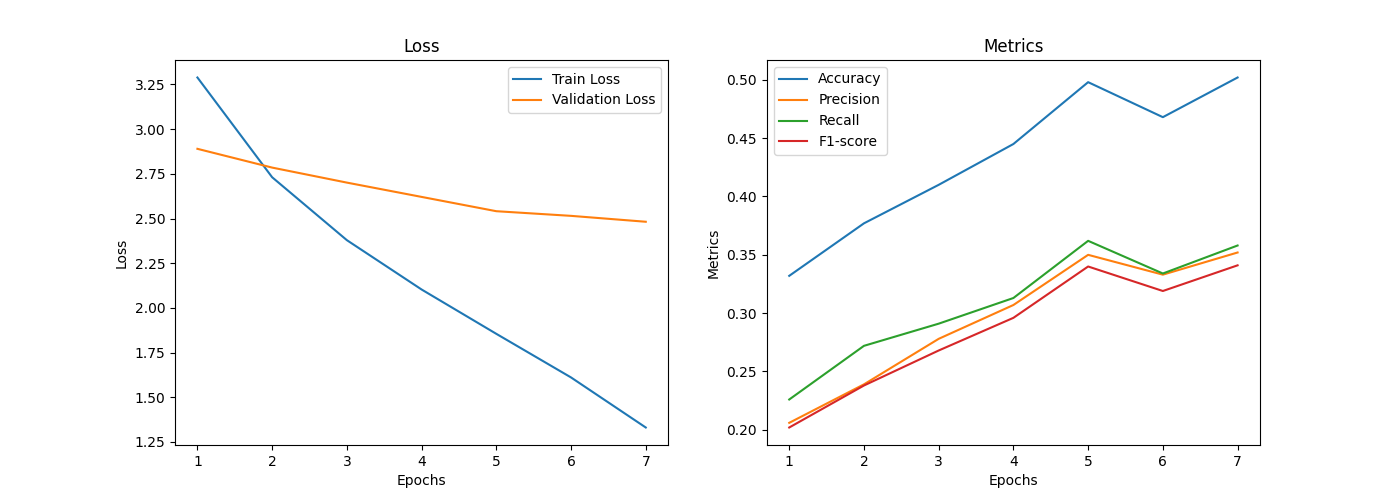 Loss
3.25
3.00
2.75
2.50
2.25
2.00
1.75
1.50
1.25
Loss
1 2 3 4 5 6 7
Epochs
Train Loss
Validation Loss
Metrics
0.50
0.45
0.40
0.35
0.30
0.25
0.20
Metrics
1 2 3 4 5 6 7
Epochs
Accuracy
Precision
Recall
F1-score